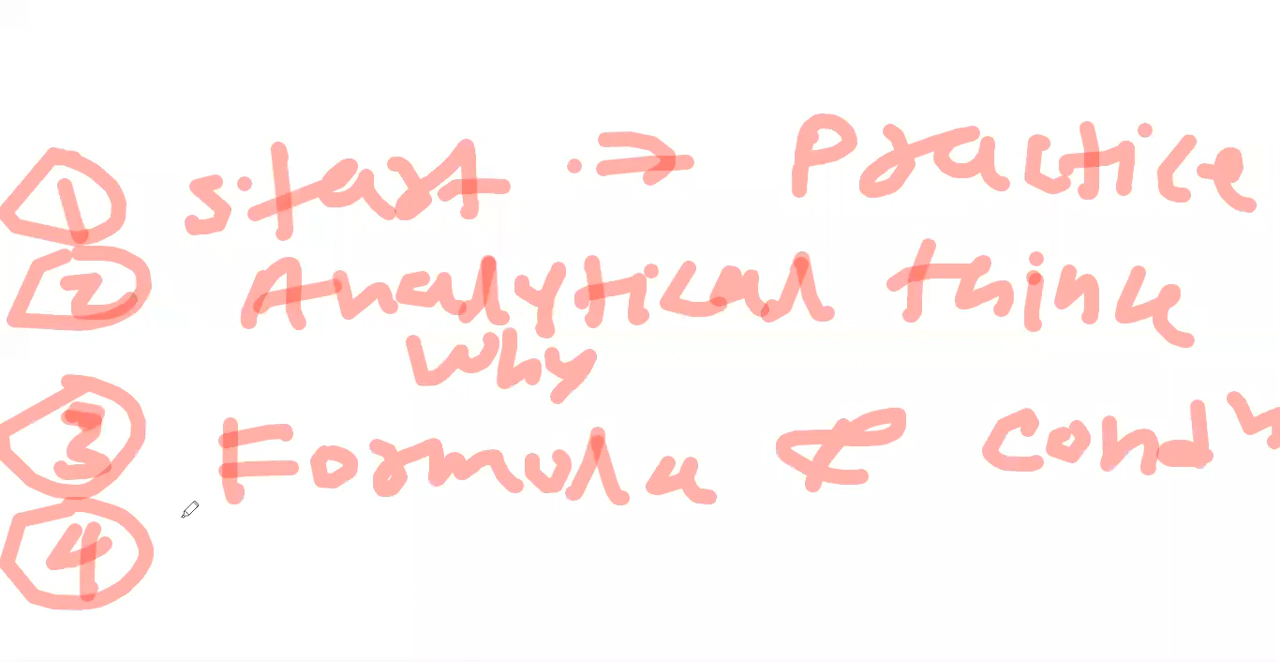 1 Start ⇒ Practice
2 Analytical think
Why
3 Formula & condn
4